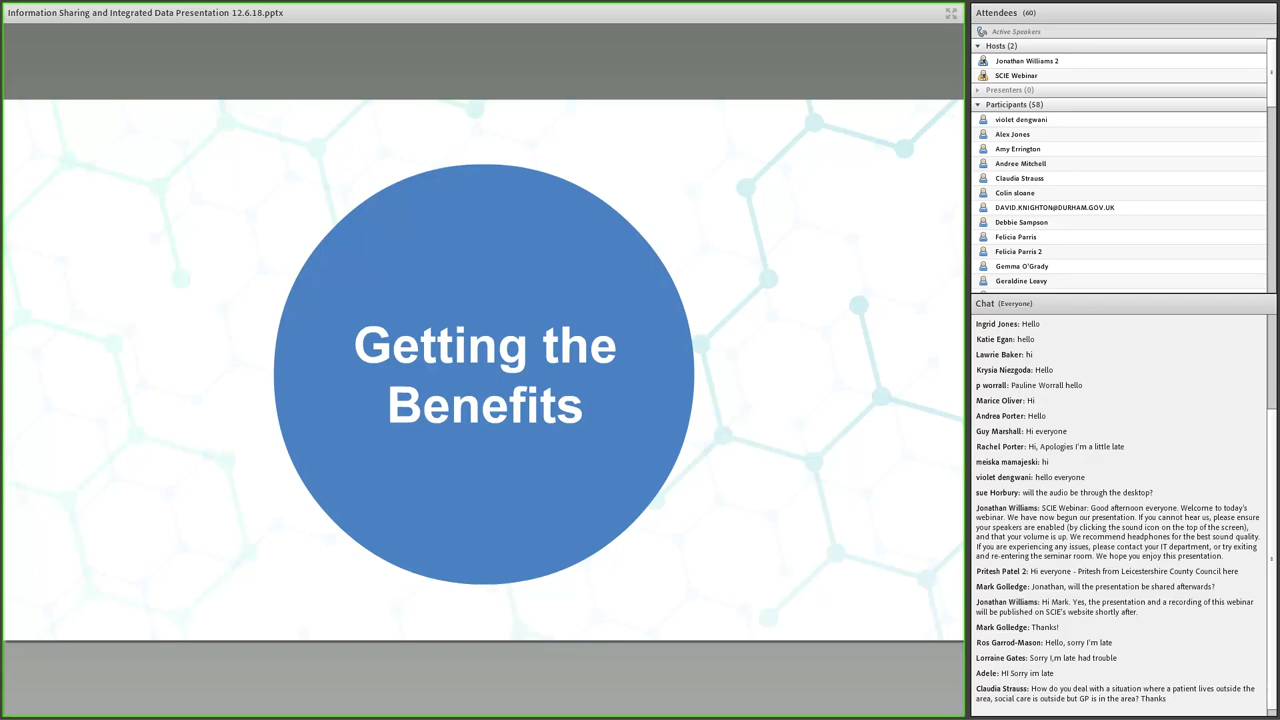 Information Sharing and Integrated Data Presentation 12.6.18.pptx
Getting the
Benefits
Attendees (60)
Active Speakers
Hosts (2)
Jonathan Williams 2
SCIE Webinar
Presenters (0)
Participants (58)
violet dengwani
Alex Jones
Amy Errington
Andree Mitchell
Claudia Strauss
Colin sloane
DAVID.KNIGHTON@DURHAM.GOV.UK
Debbie Sampson
Felicia Parris
Felicia Parris 2
Gemma O'Grady
Geraldine Leavy
Chat (Everyone)
Ingrid Jones: Hello
Katie Egan: hello
Lawrie Baker: hi
Krysia Niezgoda: Hello
p worrall: Pauline Worrall hello
Marice Oliver: Hi
Andrea Porter: Hello
Guy Marshall: Hi everyone
Rachel Porter: Hi, Apologies I'm a little late
meiska mamajeski: hi
violet dengwani: hello everyone
sue Horbury: will the audio be through the desktop?
Jonathan Williams: SCIE Webinar: Good afternoon everyone. Welcome to today's
webinar. We have now begun our presentation. If you cannot hear us, please ensure
your speakers are enabled (by clicking the sound icon on the top of the screen),
and that your volume is up. We recommend headphones for the best sound quality.
If you are experiencing any issues, please contact your IT department, or try exiting
and re-entering the seminar room. We hope you enjoy this presentation.
Pritesh Patel 2: Hi everyone - Pritesh from Leicestershire County Council here
Mark Golledge: Jonathan, will the presentation be shared afterwards?
Jonathan Williams: Hi Mark. Yes, the presentation and a recording of this webinar
will be published on SCIE's website shortly after.
Mark Golledge: Thanks!
Ros Garrod-Mason: Hello, sorry I'm late
Lorraine Gates: Sorry I,m late had trouble
Adele: HI Sorry im late
Claudia Strauss: How do you deal with a situation where a patient lives outside the
area, social care is outside but GP is in the area? Thanks